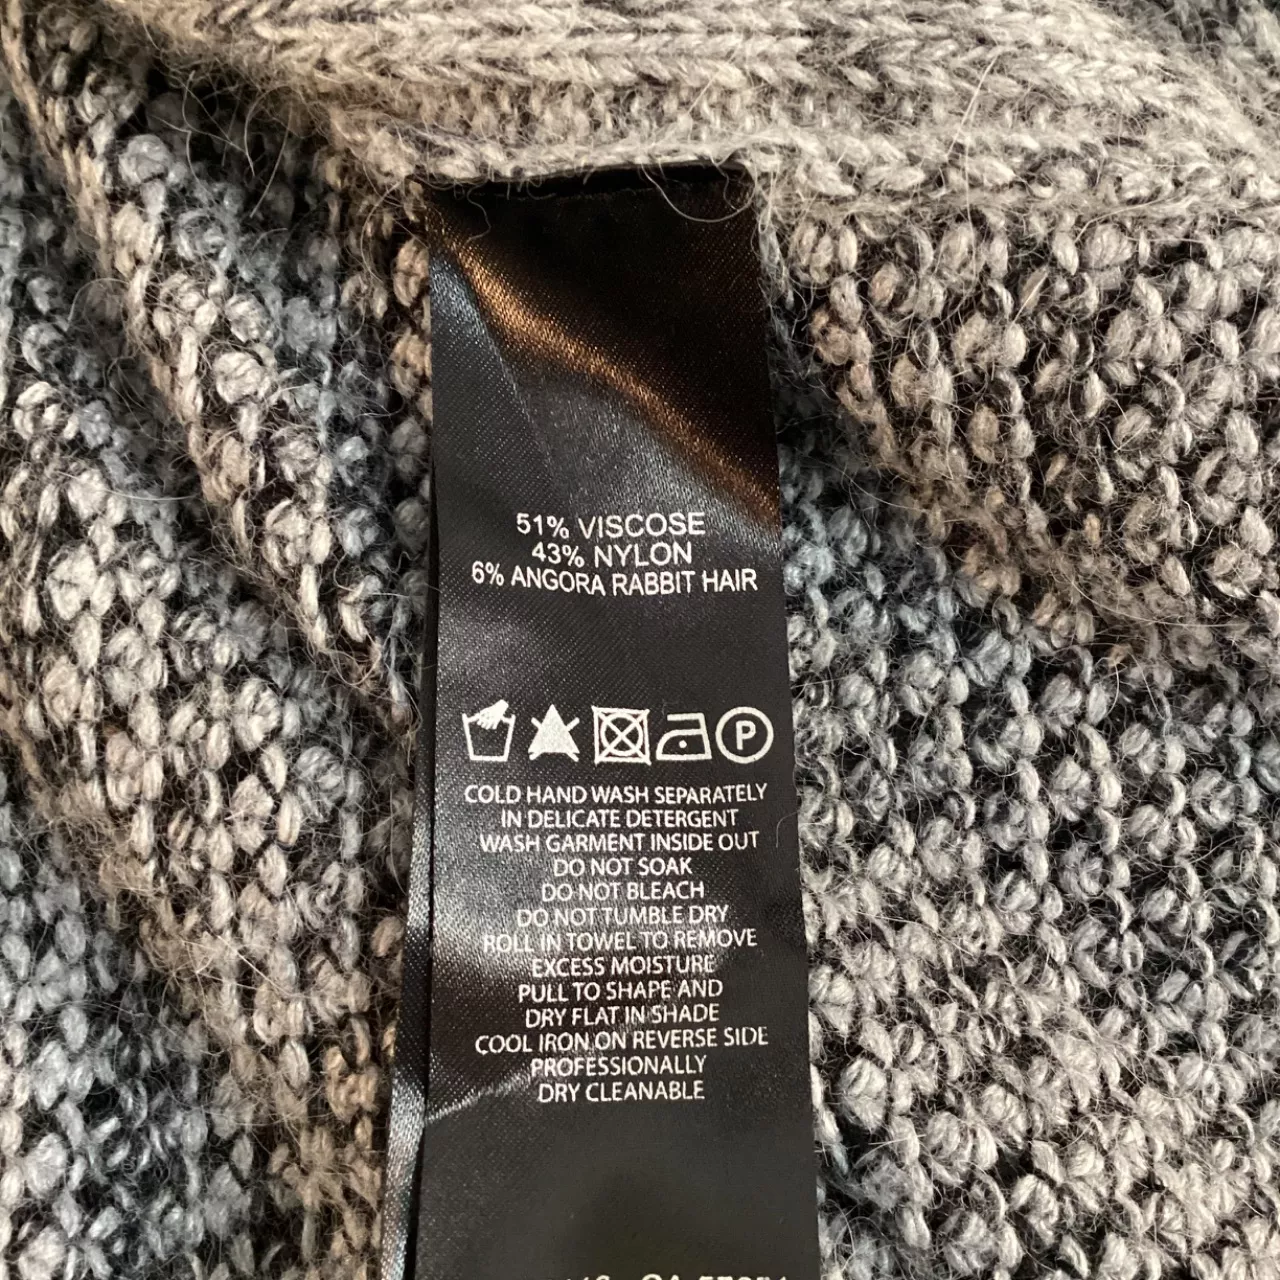 51% VISCOSE
43% NYLON
6% ANGORA RABBIT HAIR
P
COLD HAND WASH SEPARATELY
IN DELICATE DETERGENT
WASH GARMENT INSIDE OUT
DO NOT SOAK
DO NOT BLEACH
DO NOT TUMBLE DRY
ROLL IN TOWEL TO REMOVE
EXCESS MOISTURE
PULL TO SHAPE AND
DRY FLAT IN SHADE
COOL IRON ON REVERSE SIDE
PROFESSIONALLY
DRY CLEANABLE